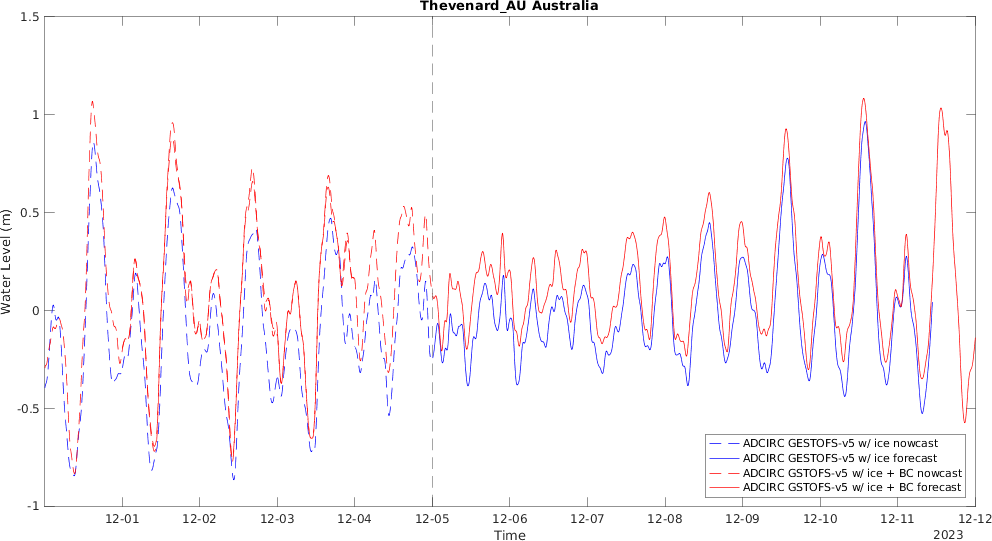 Thevenard_AU Australia
1.5
1
0.5
0
-0.5
-1
Water Level (m)
12-01 12-02 12-03 12-04 12-05 12-06 12-07 12-08 12-09 12-10 12-11 12-12
Time
2023
ADCIRC GESTOFS-v5 w/ ice nowcast
ADCIRC GESTOFS-v5 w/ ice forecast
ADCIRC GSTOFS-v5 w/ ice + BC nowcast
ADCIRC GSTOFS-v5 w/ ice + BC forecast